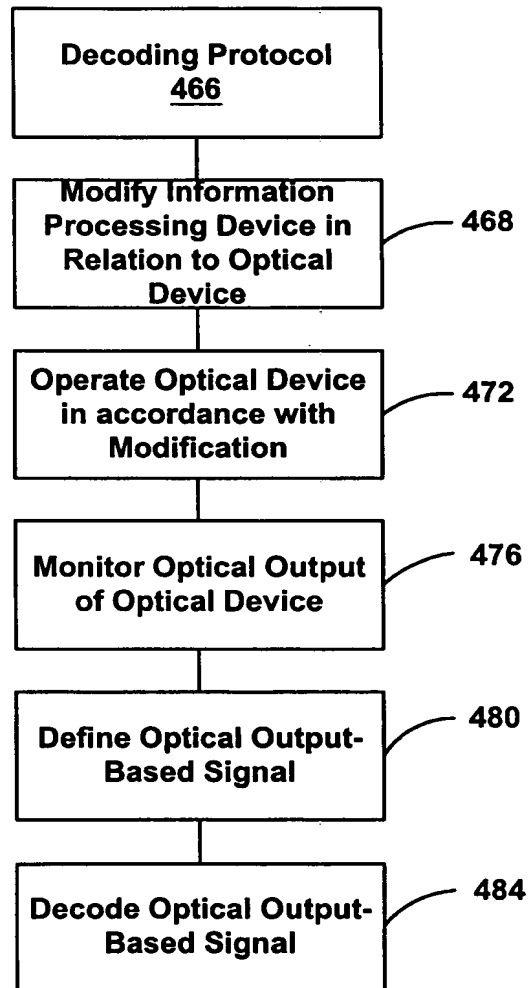 Decoding Protocol
466
Modify Information
Processing Device in
Relation to Optical
Device
468
Operate Optical Device
in accordance with
Modification
472
Monitor Optical Output
of Optical Device
476
Define Optical Output-
Based Signal
480
Decode Optical Output-
Based Signal
484